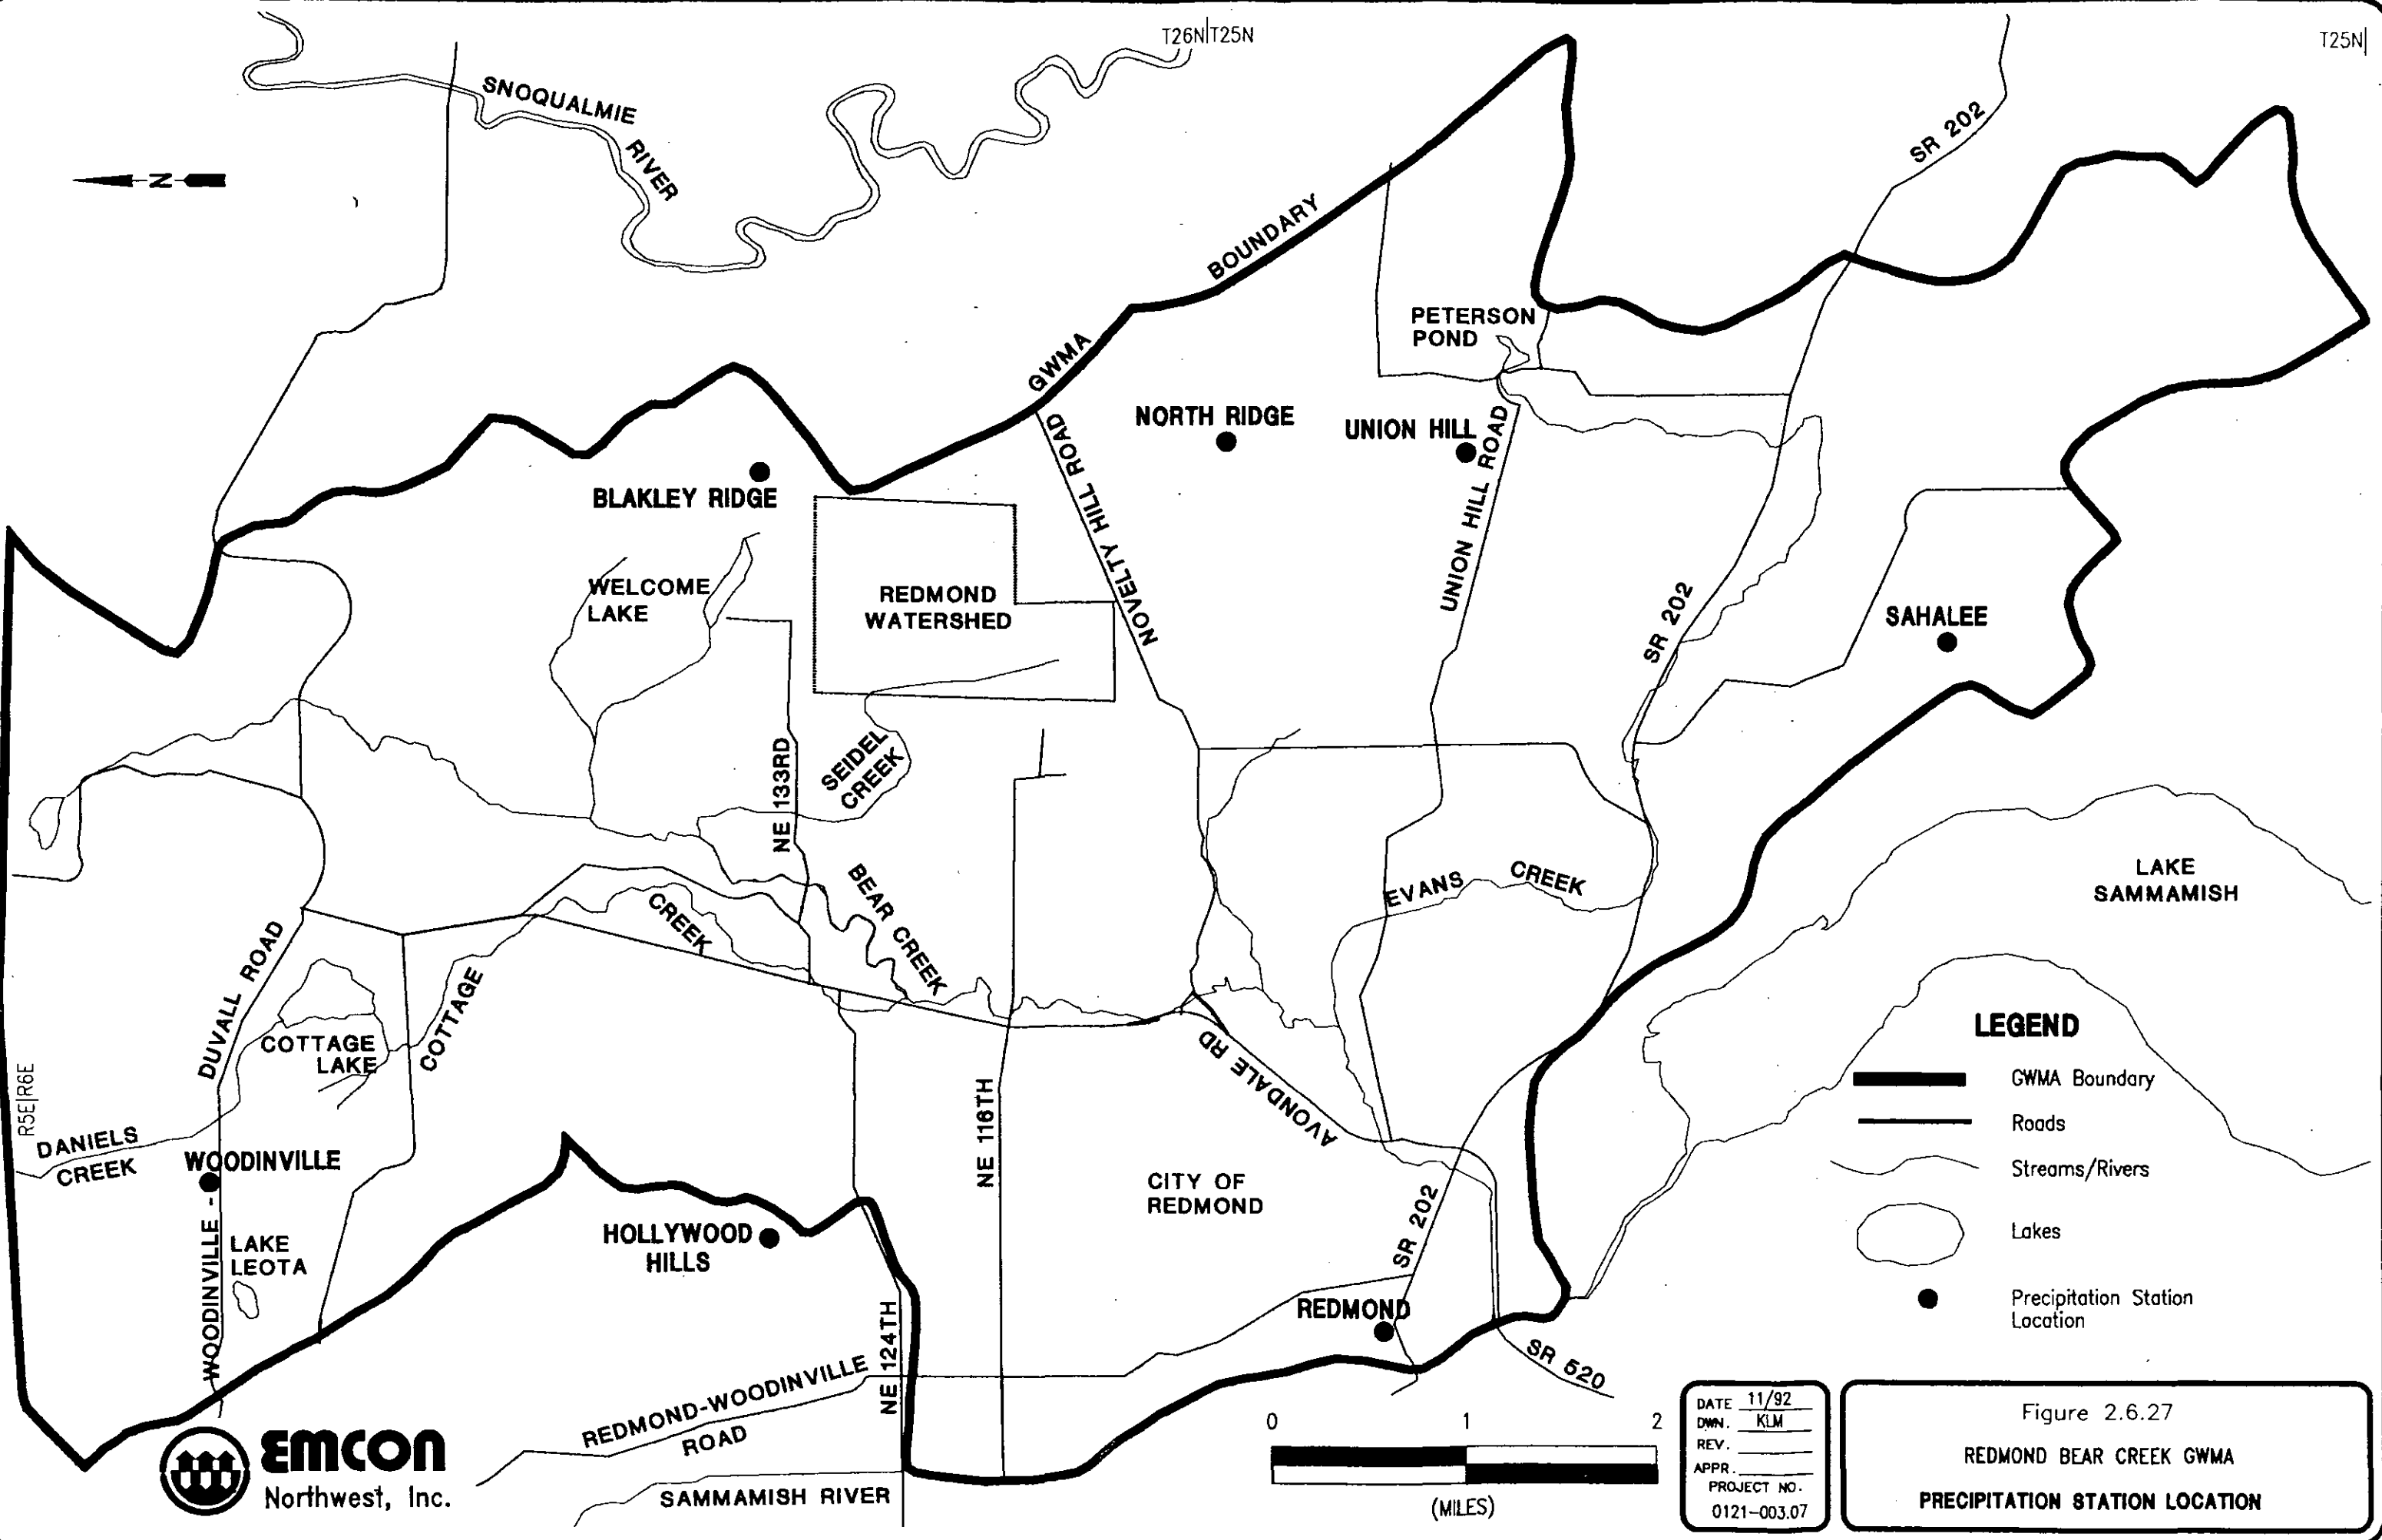 T26N|T25N
T25N|
SNOQUALMIE
RIVER
SR 202
N
BOUNDARY
GWMA
PETERSON
POND
NORTH RIDGE
UNION HILL
BLAKLEY RIDGE
NOVELTY HILL ROAD
UNION HILL ROAD
WELCOME
LAKE
REDMOND
WATERSHED
SR 202
SAHALEE
SEIDEL
CREEK
NE 133RD
BEAR CREEK
EVANS CREEK
LAKE
SAMMAMISH
COTTAGE CREEK
DUVALL ROAD
COTTAGE
LAKE
R5E|R6E
DANIELS
CREEK
WOODINVILLE
WOODINVILLE -
LAKE
LEOTA
HOLLYWOOD
HILLS
NE 116TH
AVONDALE RD
CITY OF
REDMOND
SR 202
REDMOND
NE 124TH
REDMOND-WOODINVILLE
ROAD
SAMMAMISH RIVER
SR 520
LEGEND
GWMA Boundary
Roads
Streams/Rivers
Lakes
Precipitation Station
Location
EMCON
Northwest, Inc.
0 1 2
(MILES)
DATE 11/92
DWN. KLM
REV.
APPR.
PROJECT NO.
0121-003.07
Figure 2.6.27
REDMOND BEAR CREEK GWMA
PRECIPITATION STATION LOCATION